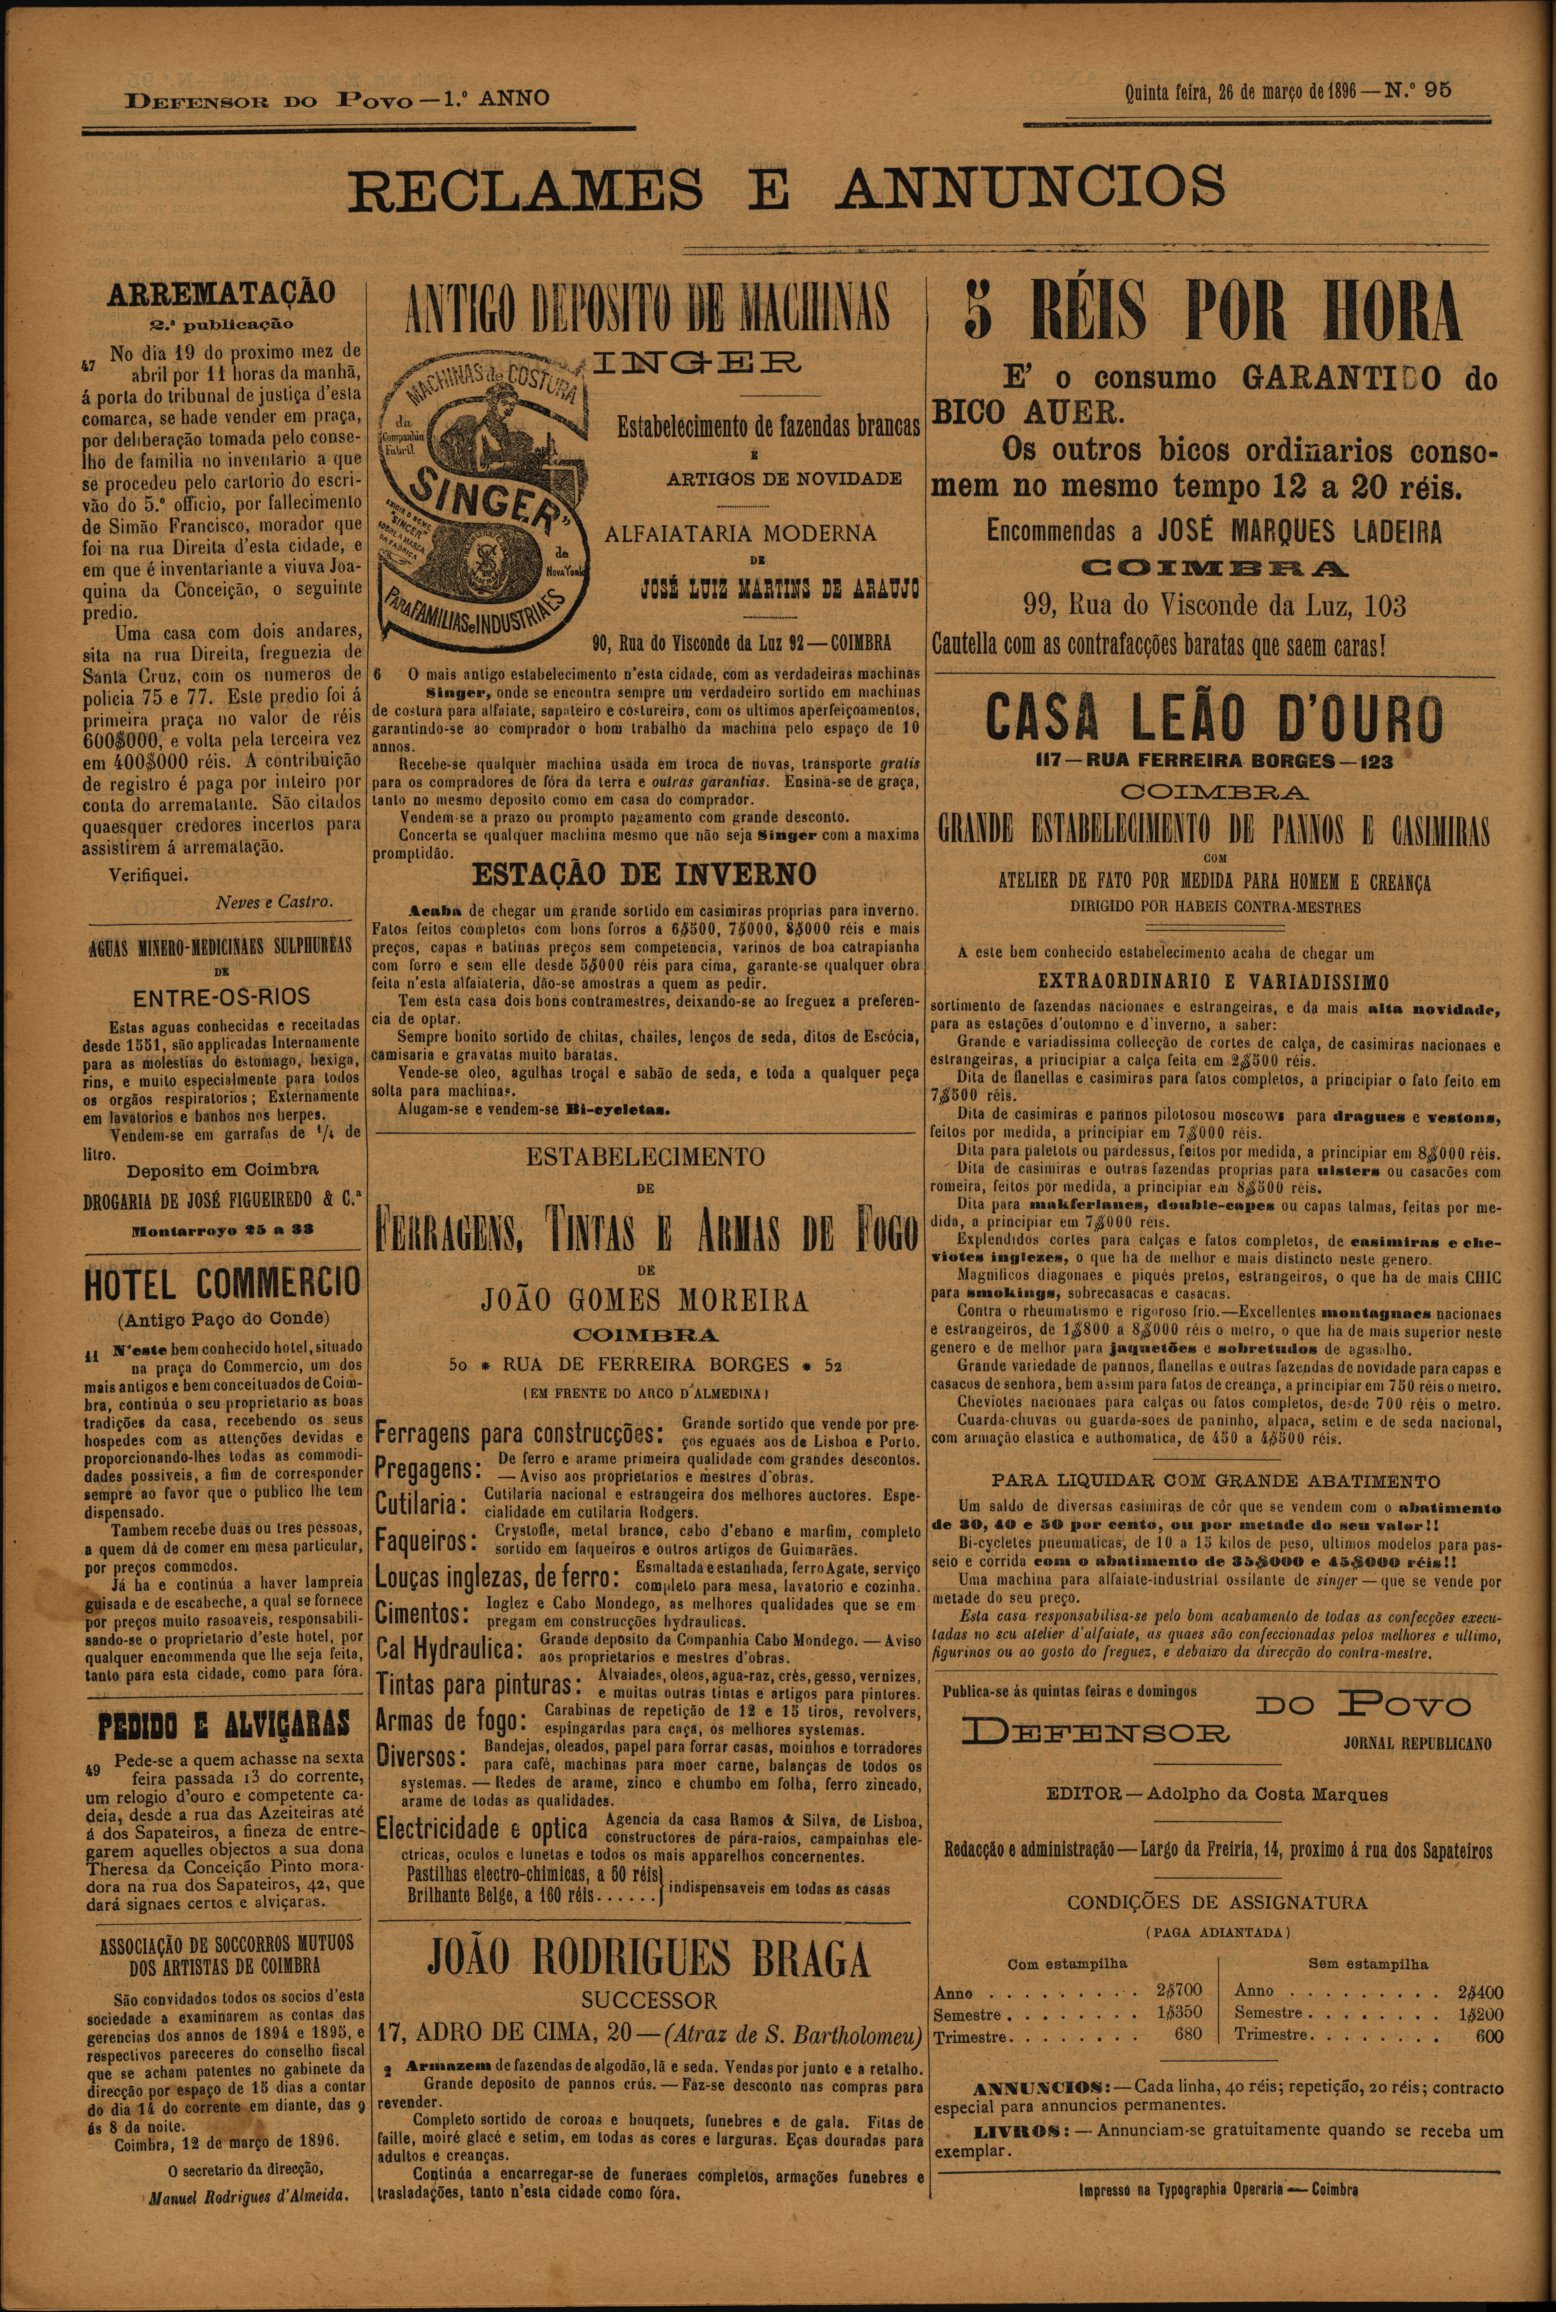 DEFENSOR DO POVO — 1.º ANNO
Quinta feira, 26 de março de 1896 — N.º 95
RECLAMES E ANNUNCIOS
ARREMATAÇÃO
2.ª publicação
47 No dia 19 do proximo mez de
abril por 11 horas da manhã,
á porta do tribunal de justiça d'esta
comarca, se hade vender em praça,
por deliberação tomada pelo conse-
lho de familia no inventario a que
se procedeu pelo cartorio do escri-
vão do 5.º officio, por fallecimento
de Simão Francisco, morador que
foi na rua Direita d'esta cidade, e
em que é inventariante a viuva Joa-
quina da Conceição, o seguinte
predio.
Uma casa com dois andares,
sita na rua Direita, freguezia de
Santa Cruz, com os numeros de
policia 75 e 77. Este predio foi á
primeira praça no valor de réis
600$000, e volta pela terceira vez
em 400$000 réis. A contribuição
de registro é paga por inteiro por
conta do arrematante. São citados
quaesquer credores incertos para
assistirem á arrematação.
Verifiquei.
Neves e Castro.
AGUAS MINERO-MEDICINAES SULPHUREAS
DE
ENTRE-OS-RIOS
Estas aguas conhecidas e receitadas
desde 1551, são applicadas Internamente
para as molestias do estomago, bexiga,
rins, e muito especialmente para todos
os orgãos respiratorios; Externamente
em lavatorios e banhos nos herpes.
Vendem-se em garrafas de 1/4 de
litro.
Deposito em Coimbra
DROGARIA DE JOSÉ FIGUEIREDO & C.ª
Montarroyo 25 a 33
HOTEL COMMERCIO
(Antigo Paço do Conde)
11 N'este bem conhecido hotel, situado
na praça do Commercio, um dos
mais antigos e bem conceituados de Coim-
bra, continúa o seu proprietario as boas
tradições da casa, recebendo os seus
hospedes com as attenções devidas e
proporcionando-lhes todas as commodi-
dades possiveis, a fim de corresponder
sempre ao favor que o publico lhe tem
dispensado.
Tambem recebe duas ou tres pessoas,
a quem dá de comer em mesa particular,
por preços commodos.
Já ha e continúa a haver lampreia
guisada e de escabeche, a qual se fornece
por preços muito rasoaveis, responsabili-
sando-se o proprietario d'este hotel, por
qualquer encommenda que lhe seja feita,
tanto para esta cidade, como para fóra.
PEDIDO E ALVIÇARAS
49 Pede-se a quem achasse na sexta
feira passada 13 do corrente,
um relogio d'ouro e competente ca-
deia, desde a rua das Azeiteiras até
á dos Sapateiros, a fineza de entre-
garem aquelles objectos a sua dona
Theresa da Conceição Pinto mora-
dora na rua dos Sapateiros, 42, que
dará signaes certos e alviçaras.
ASSOCIAÇÃO DE SOCCORROS MUTUOS
DOS ARTISTAS DE COIMBRA
São convidados todos os socios d'esta
sociedade a examinarem as contas das
gerencias dos annos de 1894 e 1895, e
respectivos pareceres do conselho fiscal
que se acham patentes no gabinete da
direcção por espaço de 15 dias a contar
do dia 14 do corrente em diante, das 9
ás 8 da noite.
Coimbra, 12 de março de 1896.
O secretario da direcção,
Manuel Rodrigues d'Almeida.
ANTIGO DEPOSITO DE MACHINAS
INGER
MACHINAS de COSTURA
da
Companhia
Fabril
"SINGER"
de
Nova York
PARA FAMILIAS e INDUSTRIAES
Estabelecimento de fazendas brancas
E
ARTIGOS DE NOVIDADE
ALFAIATARIA MODERNA
DE
JOSÉ LUIZ MARTINS DE ARAUJO
90, Rua do Visconde da Luz 92 — COIMBRA
6 O mais antigo estabelecimento n'esta cidade, com as verdadeiras machinas
Singer, onde se encontra sempre um verdadeiro sortido em machinas
de costura para alfaiate, sapateiro e costureira, com os ultimos aperfeiçoamentos,
garantindo-se ao comprador o bom trabalho da machina pelo espaço de 10
annos.
Recebe-se qualquer machina usada em troca de novas, transporte gratis
para os compradores de fóra da terra e outras garantias. Ensina-se de graça,
tanto no mesmo deposito como em casa do comprador.
Vendem-se a prazo ou prompto pagamento com grande desconto.
Concerta se qualquer machina mesmo que não seja Singer com a maxima
promptidão.
ESTAÇÃO DE INVERNO
Acaba de chegar um grande sortido em casimiras proprias para inverno.
Fatos feitos completos com bons forros a 6$500, 7$000, 8$000 réis e mais
preços, capas e batinas preços sem competencia, varinos de boa catrapianha
com forro e sem elle desde 5$000 réis para cima, garante-se qualquer obra
feita n'esta alfaiateria, dão-se amostras a quem as pedir.
Tem esta casa dois bons contramestres, deixando-se ao freguez a preferen-
cia de optar.
Sempre bonito sortido de chitas, chailes, lenços de seda, ditos de Escócia,
camisaria e gravatas muito baratas.
Vende-se oleo, agulhas troçal e sabão de seda, e toda a qualquer peça
solta para machinas.
Alugam-se e vendem-se Bi-cycletas.
ESTABELECIMENTO
DE
FERRAGENS, TINTAS E ARMAS DE FOGO
DE
JOÃO GOMES MOREIRA
COIMBRA
50 * RUA DE FERREIRA BORGES * 52
(EM FRENTE DO ARCO D'ALMEDINA)
Ferragens para construcções: Grande sortido que vende por pre-
ços eguaes aos de Lisboa e Porto.
Pregagens: De ferro e arame primeira qualidade com grandes descontos.
— Aviso aos proprietarios e mestres d'obras.
Cutilaria: Cutilaria nacional e estrangeira dos melhores auctores. Espe-
cialidade em cutilaria Rodgers.
Faqueiros: Crystofle, metal branco, cabo d'ebano e marfim, completo
sortido em faqueiros e outros artigos de Guimarães.
Louças inglezas, de ferro: Esmaltada e estanhada, ferro Agate, serviço
completo para mesa, lavatorio e cozinha.
Cimentos: Inglez e Cabo Mondego, as melhores qualidades que se em-
pregam em construcções hydraulicas.
Cal Hydraulica: Grande deposito da Companhia Cabo Mondego. — Aviso
aos proprietarios e mestres d'obras.
Tintas para pinturas: Alvaiades, oleos, agua-raz, crés, gesso, vernizes,
e muitas outras tintas e artigos para pintores.
Armas de fogo: Carabinas de repetição de 12 e 15 tiros, revolvers,
espingardas para caça, os melhores systemas.
Diversos: Bandejas, oleados, papel para forrar casas, moinhos e torradores
para café, machinas para moer carne, balanças de todos os
systemas. — Redes de arame, zinco e chumbo em folha, ferro zincado,
arame de todas as qualidades.
Electricidade e optica Agencia da casa Ramos & Silva, de Lisboa,
constructores de pára-raios, campainhas ele-
ctricas, oculos e lunetas e todos os mais apparelhos concernentes.
Pastilhas electro-chimicas, a 50 réis
Brilhante Belge, a 160 réis...... } indispensaveis em todas as casas
JOÃO RODRIGUES BRAGA
SUCCESSOR
17, ADRO DE CIMA, 20 — (Atraz de S. Bartholomeu)
2 Armazem de fazendas de algodão, lã e seda. Vendas por junto e a retalho.
Grande deposito de pannos crús. — Faz-se desconto nas compras para
revender.
Completo sortido de coroas e bouquets, funebres e de gala. Fitas de
faille, moiré glacé e setim, em todas as cores e larguras. Eças douradas para
adultos e creanças.
Continúa a encarregar-se de funeraes completos, armações funebres e
trasladações, tanto n'esta cidade como fóra.
5 RÉIS POR HORA
E' o consumo GARANTIDO do
BICO AUER.
Os outros bicos ordinarios conso-
mem no mesmo tempo 12 a 20 réis.
Encommendas a JOSÉ MARQUES LADEIRA
COIMBRA
99, Rua do Visconde da Luz, 103
Cautella com as contrafacções baratas que saem caras!
CASA LEÃO D'OURO
117 — RUA FERREIRA BORGES — 123
COIMBRA
GRANDE ESTABELECIMENTO DE PANNOS E CASIMIRAS
COM
ATELIER DE FATO POR MEDIDA PARA HOMEM E CREANÇA
DIRIGIDO POR HABEIS CONTRA-MESTRES
A este bem conhecido estabelecimento acaba de chegar um
EXTRAORDINARIO E VARIADISSIMO
sortimento de fazendas nacionaes e estrangeiras, e da mais alta novidade,
para as estações d'outomno e d'inverno, a saber:
Grande e variadissima collecção de cortes de calça, de casimiras nacionaes e
estrangeiras, a principiar a calça feita em 2$500 réis.
Dita de flanellas e casimiras para fatos completos, a principiar o fato feito em
7$500 réis.
Dita de casimiras e pannos pilotosou moscows para dragues e vestons,
feitos por medida, a principiar em 7$000 réis.
Dita para paletots ou pardessus, feitos por medida, a principiar em 8$000 réis.
Dita de casimiras e outras fazendas proprias para ulsters ou casacões com
romeira, feitos por medida, a principiar em 8$500 réis.
Dita para makferlanes, double-capes ou capas talmas, feitas por me-
dida, a principiar em 7$000 réis.
Explendidos cortes para calças e fatos completos, de casimiras e che-
viotes inglezes, o que ha de melhor e mais distincto neste genero.
Magnificos diagonaes e piqués pretos, estrangeiros, o que ha de mais CHIC
para smokings, sobrecasacas e casacas.
Contra o rheumatismo e rigoroso frio.—Excellentes montagnacs nacionaes
e estrangeiros, de 1$800 a 8$000 réis o metro, o que ha de mais superior neste
genero e de melhor para jaquetões e sobretudos de agasalho.
Grande variedade de pannos, flanellas e outras fazendas de novidade para capas e
casacos de senhora, bem assim para fatos de creança, a principiar em 750 réis o metro.
Cheviotes nacionaes para calças ou fatos completos, desde 700 réis o metro.
Cuarda-chuvas ou guarda-soes de paninho, alpaca, setim e de seda nacional,
com armação elastica e authomatica, de 450 a 4$500 réis.
PARA LIQUIDAR COM GRANDE ABATIMENTO
Um saldo de diversas casimiras de côr que se vendem com o abatimento
de 30, 40 e 50 por cento, ou por metade do seu valor!!
Bi-cycletes pneumaticas, de 10 a 15 kilos de peso, ultimos modelos para pas-
seio e corrida com o abatimento de 35$000 e 45$000 réis!!
Uma machina para alfaiate-industrial ossilante de singer — que se vende por
metade do seu preço.
Esta casa responsabilisa-se pelo bom acabamento de todas as confecções execu-
tadas no seu atelier d'alfaiate, as quaes são confeccionadas pelos melhores e ultimo,
figurinos ou ao gosto do freguez, e debaixo da direcção do contra-mestre.
Publica-se ás quintas feiras e domingos
DEFENSOR DO POVO
JORNAL REPUBLICANO
EDITOR — Adolpho da Costa Marques
Redacção e administração — Largo da Freiria, 14, proximo á rua dos Sapateiros
CONDIÇÕES DE ASSIGNATURA
(PAGA ADIANTADA)
Com estampilha
Anno . . . . . . . . . 2$700
Semestre . . . . . . . 1$350
Trimestre. . . . . . . 680
Sem estampilha
Anno . . . . . . . . . 2$400
Semestre . . . . . . . 1$200
Trimestre. . . . . . . 600
ANNUNCIOS: — Cada linha, 40 réis; repetição, 20 réis; contracto
especial para annuncios permanentes.
LIVROS: — Annunciam-se gratuitamente quando se receba um
exemplar.
Impresso na Typographia Operaria — Coimbra